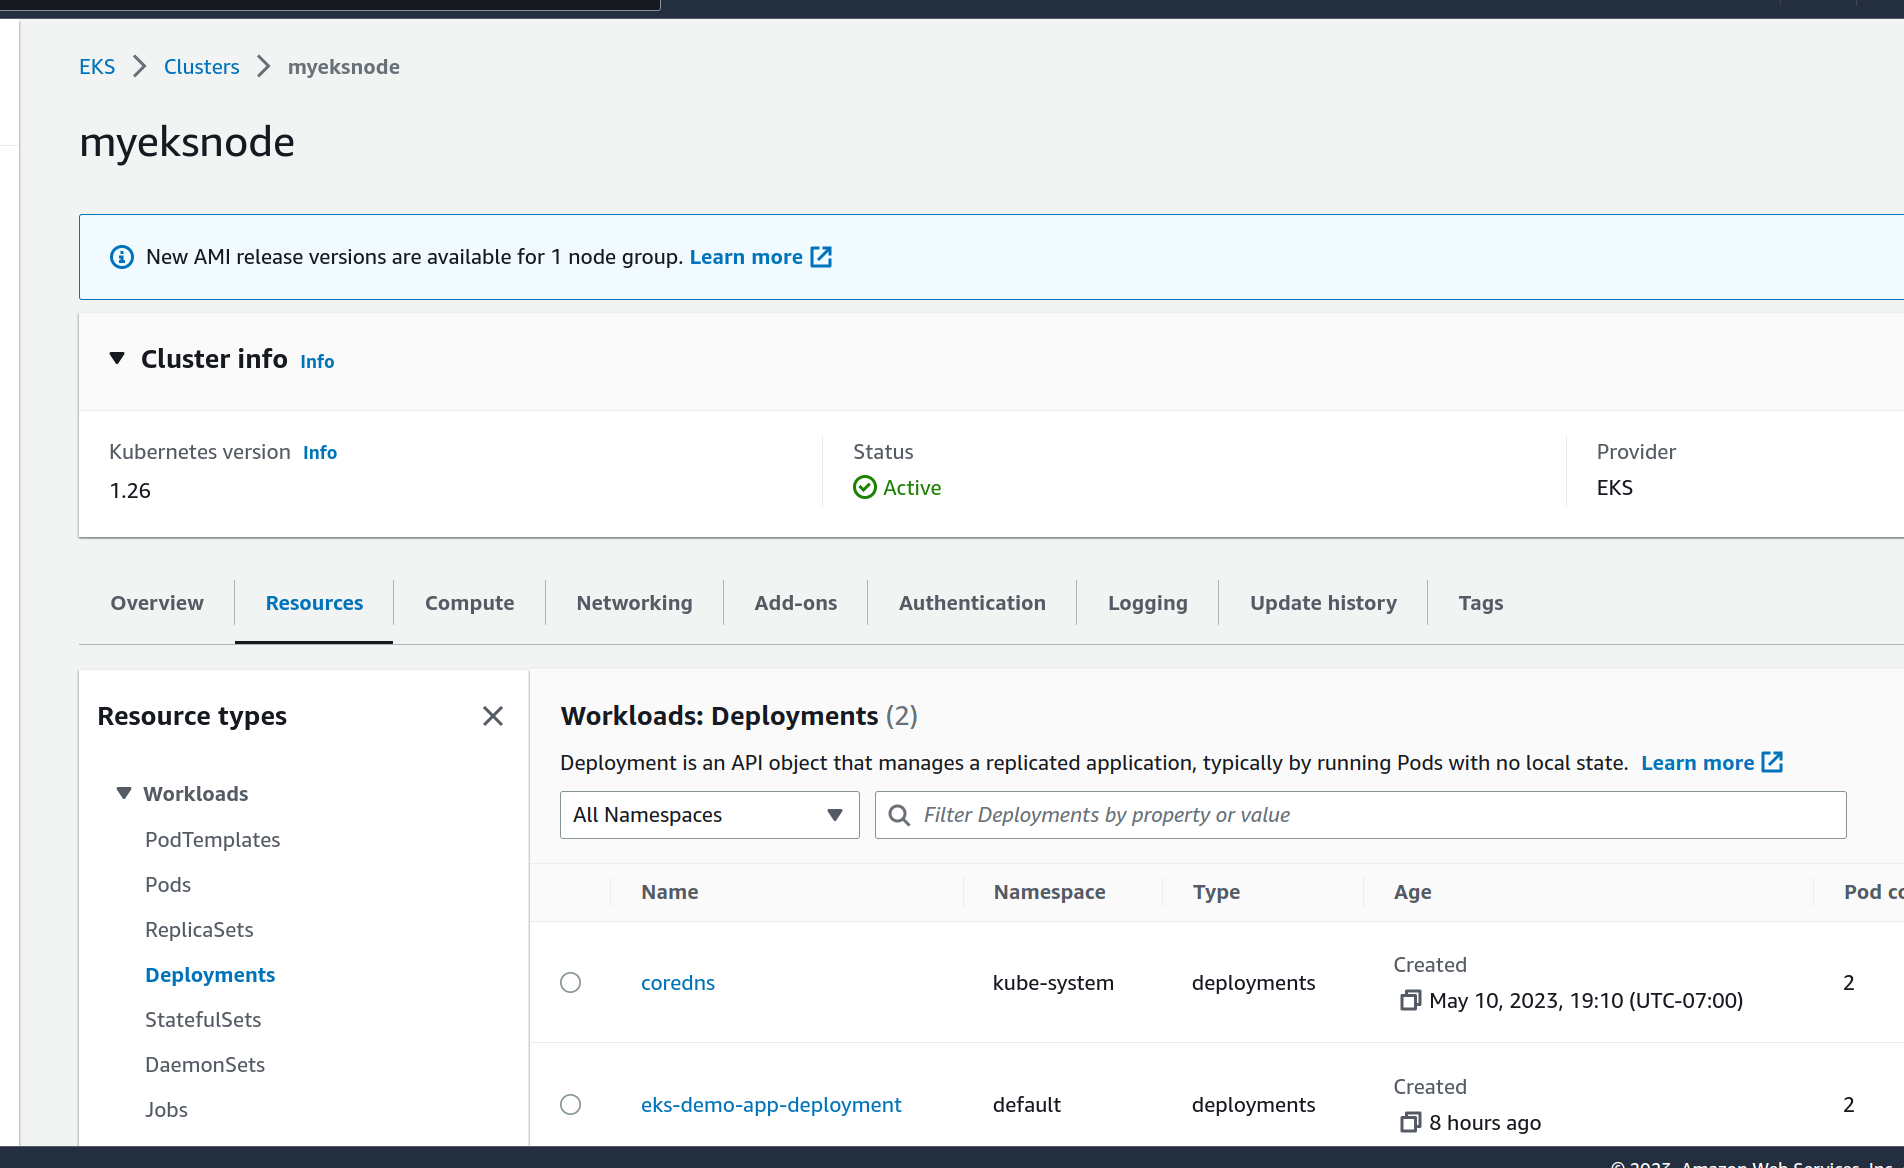 EKS > Clusters > myeksnode
myeksnode
New AMI release versions are available for 1 node group. Learn more
Cluster info Info
Kubernetes version Info
1.26
Status
Active
Provider
EKS
Overview Resources Compute Networking Add-ons Authentication Logging Update history Tags
Resource types
Workloads
PodTemplates
Pods
ReplicaSets
Deployments
StatefulSets
DaemonSets
Jobs
Workloads: Deployments (2)
Deployment is an API object that manages a replicated application, typically by running Pods with no local state. Learn more
All Namespaces
Filter Deployments by property or value
Name Namespace Type Age Pod
coredns kube-system deployments Created May 10, 2023, 19:10 (UTC-07:00) 2
eks-demo-app-deployment default deployments Created 8 hours ago 2
© 2023, Amazon Web Services, Inc